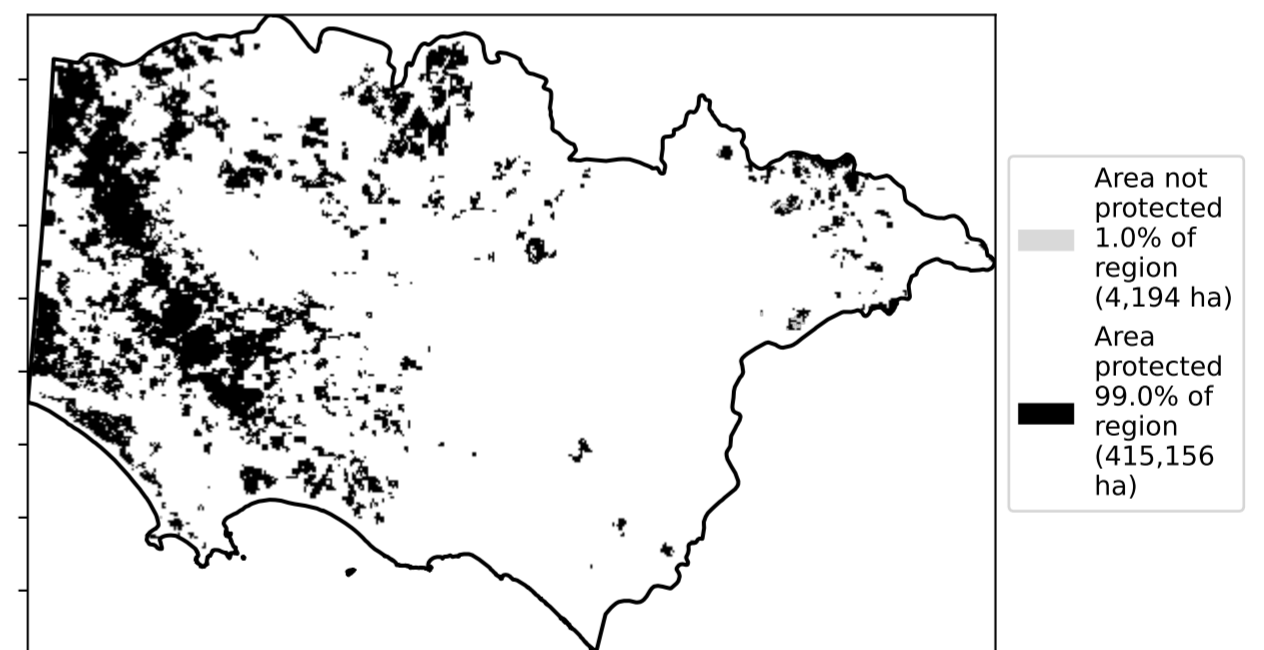 Area not
protected
1.0% of
region
(4,194 ha)
Area
protected
99.0% of
region
(415,156
ha)